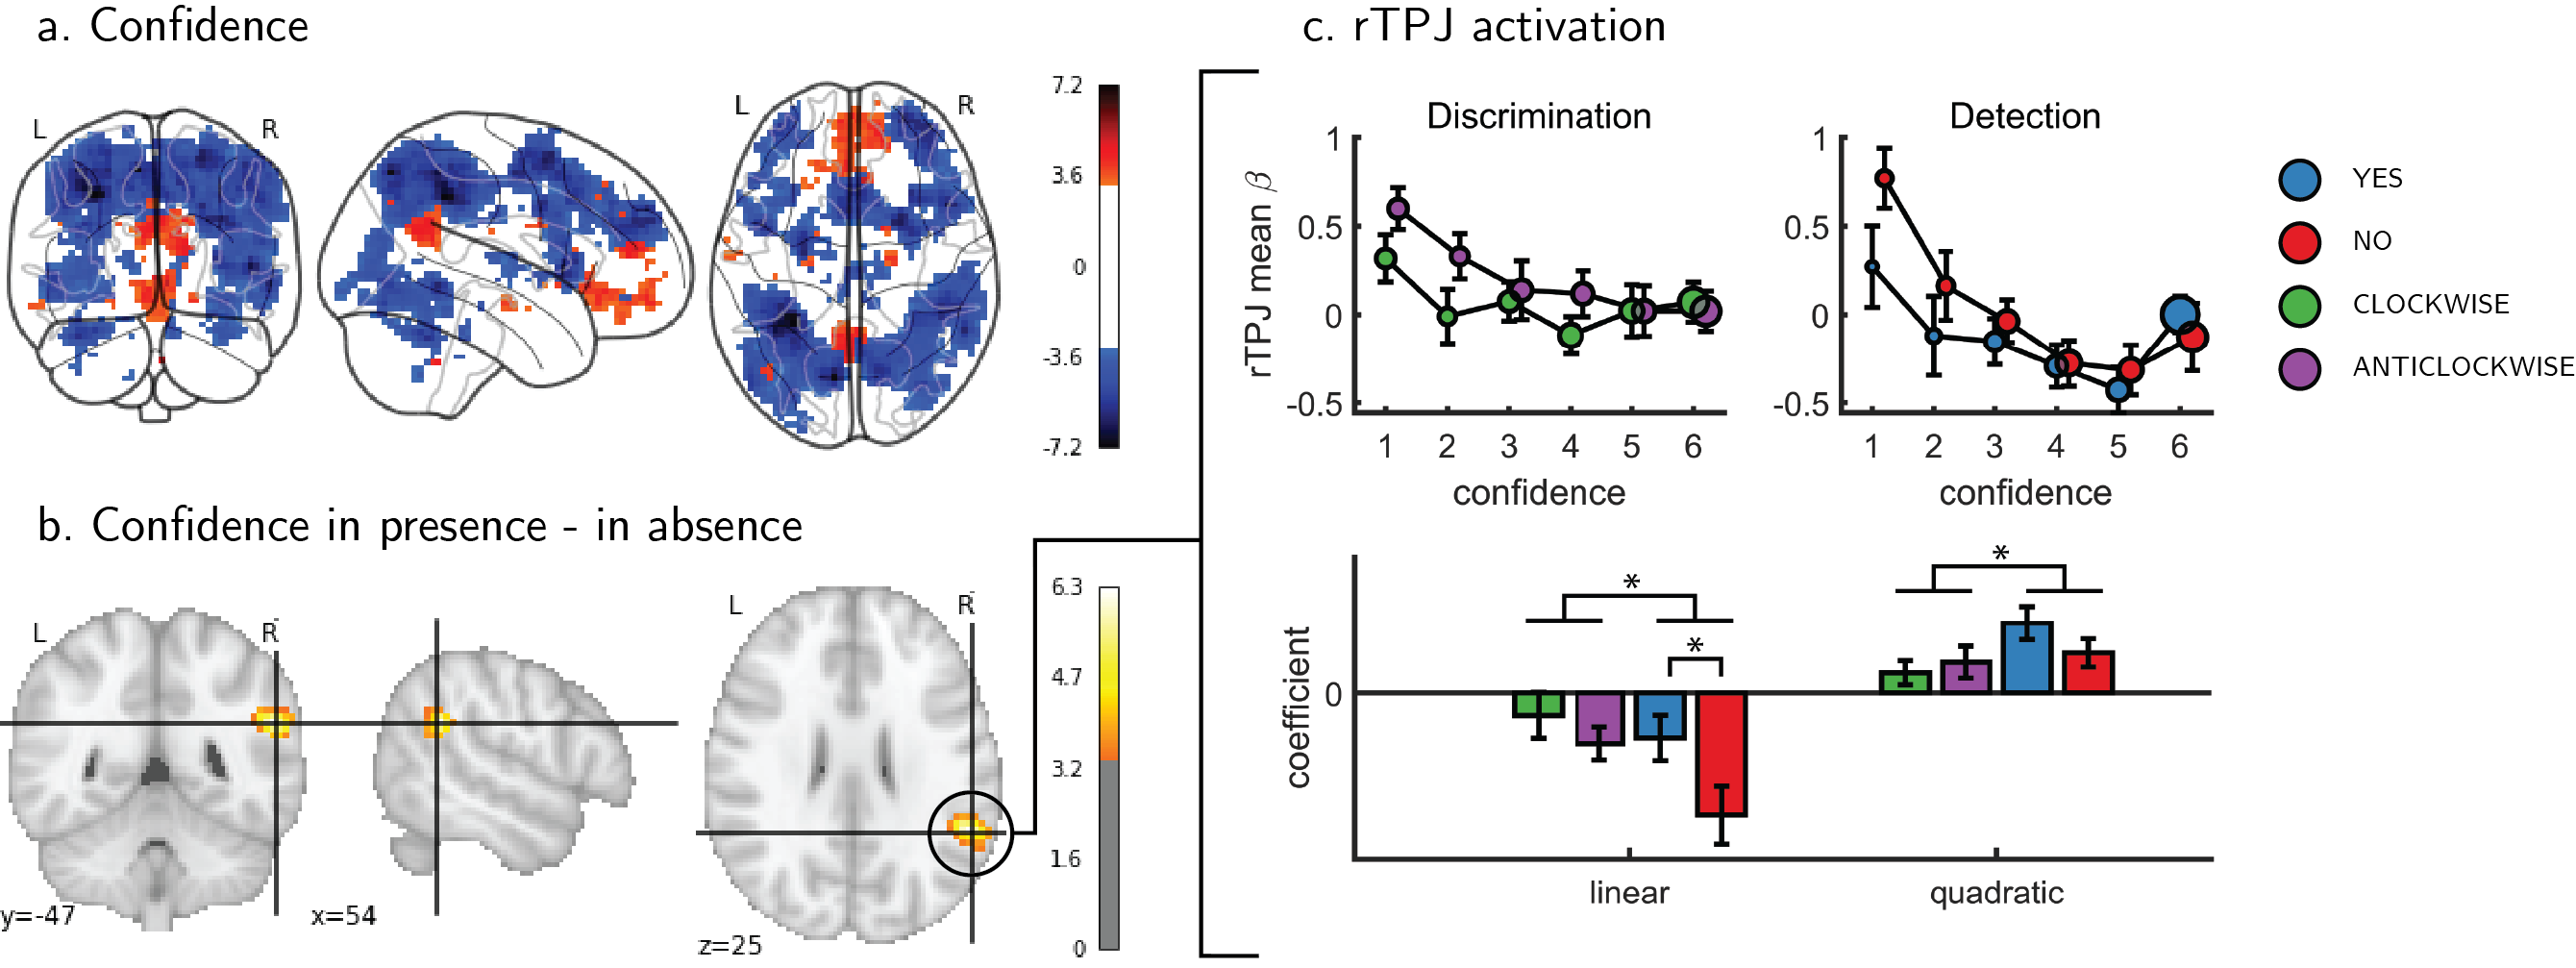 a. Confidence
L
R
L
R
7.2
3.6
0
-3.6
-7.2
b. Confidence in presence - in absence
L
R
L
R
y=-47
x=54
z=25
6.3
4.7
3.2
1.6
0
c. rTPJ activation
Discrimination
rTPJ mean β
1
0.5
0
-0.5
1 2 3 4 5 6
confidence
Detection
1
0.5
0
-0.5
1 2 3 4 5 6
confidence
YES
NO
CLOCKWISE
ANTICLOCKWISE
coefficient
0
*
*
*
linear
quadratic